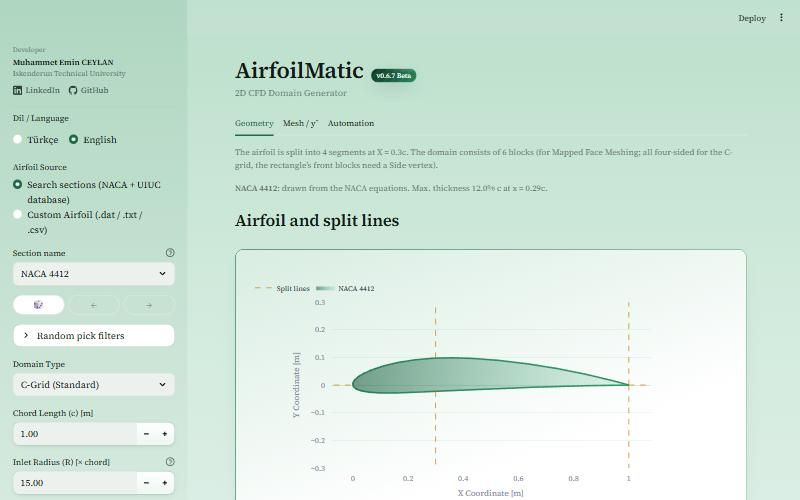 Deploy
Developer
Muhammet Emin CEYLAN
Iskenderun Technical University
LinkedIn GitHub
Dil / Language
Türkçe English
Airfoil Source
Search sections (NACA + UIUC
database)
Custom Airfoil (.dat / .txt /
.csv)
Section name
NACA 4412
← →
Random pick filters
Domain Type
C-Grid (Standard)
Chord Length (c) [m]
1.00 − +
Inlet Radius (R) [× chord]
15.00 − +
AirfoilMatic v0.6.7 Beta
2D CFD Domain Generator
Geometry Mesh / y⁺ Automation
The airfoil is split into 4 segments at X = 0.3c. The domain consists of 6 blocks (for Mapped Face Meshing; all four-sided for the C-
grid, the rectangle's front blocks need a Side vertex).
NACA 4412: drawn from the NACA equations. Max. thickness 12.0% c at x = 0.29c.
Airfoil and split lines
Split lines NACA 4412
0.3
0.2
0.1
0
−0.1
−0.2
−0.3
Y Coordinate [m]
0 0.2 0.4 0.6 0.8 1
X Coordinate [m]